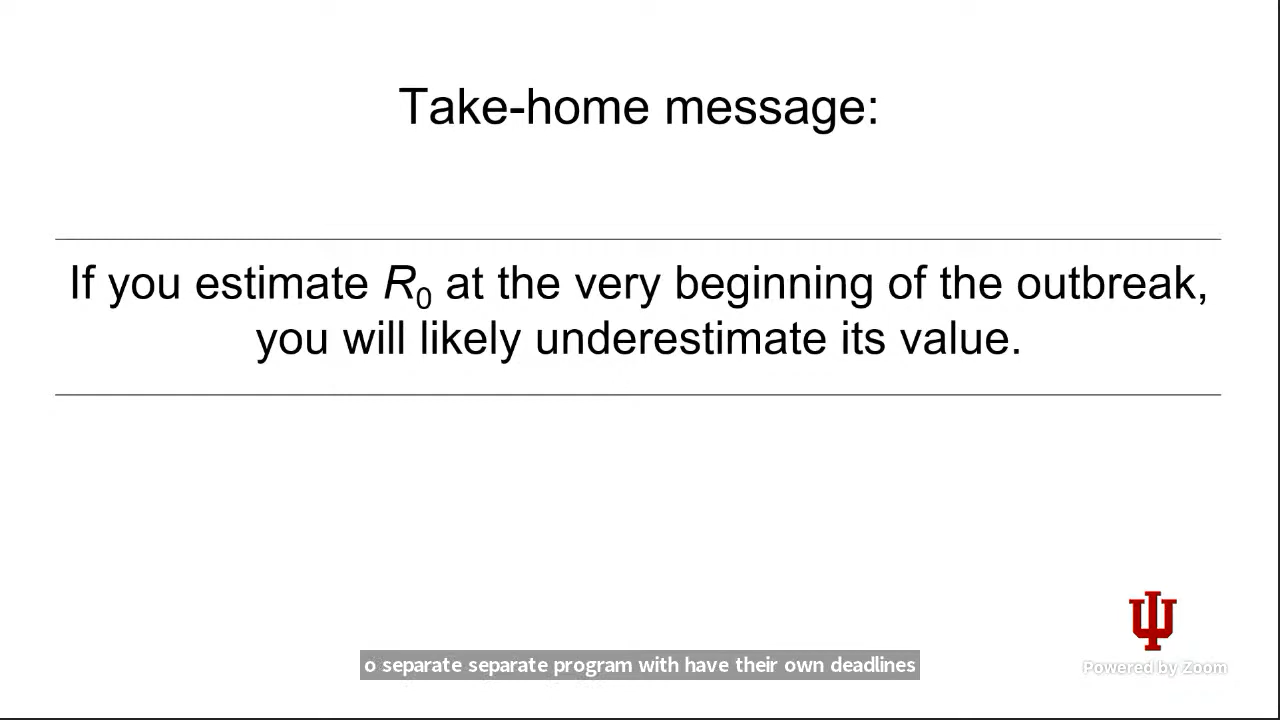 Take-home message:
If you estimate R₀ at the very beginning of the outbreak,
you will likely underestimate its value.
o separate separate program with have their own deadlines
Powered by Zoom